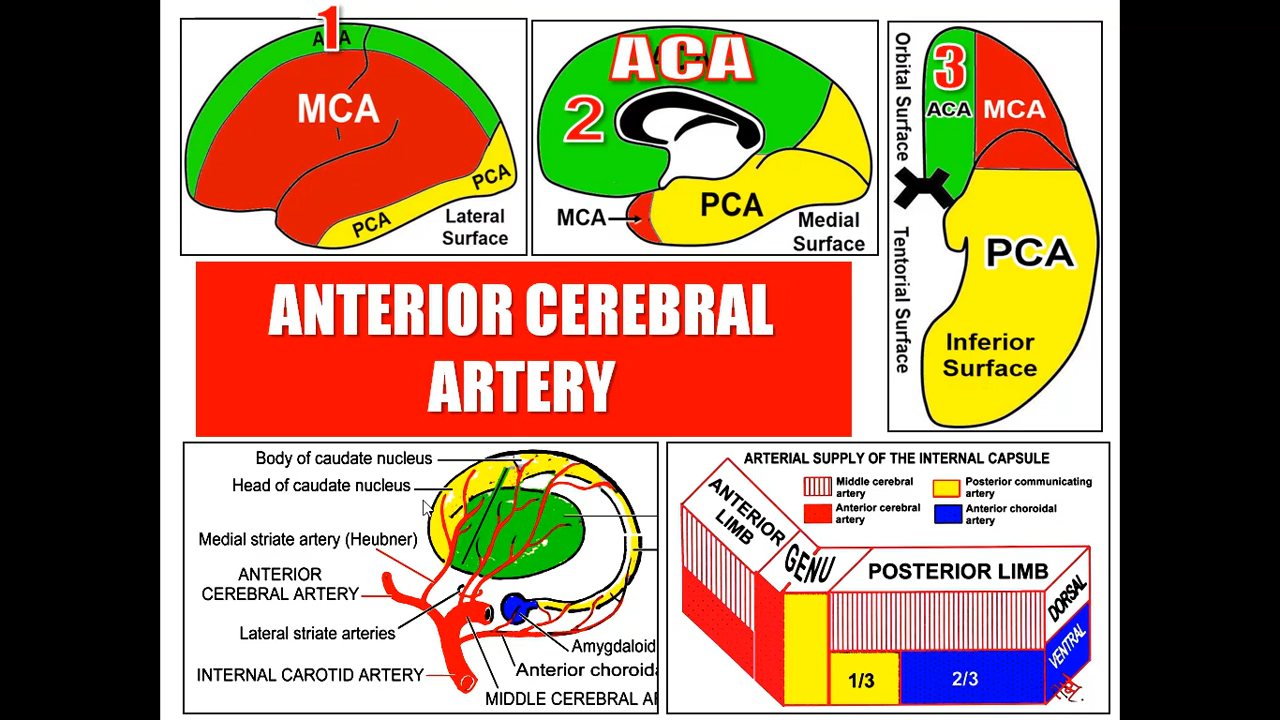 1
ACA
MCA
PCA
PCA
Lateral
Surface
ACA
2
MCA
PCA
Medial
Surface
Orbital Surface
3
ACA
MCA
Tentorial Surface
PCA
Inferior
Surface
ANTERIOR CEREBRAL
ARTERY
Body of caudate nucleus
Head of caudate nucleus
Medial striate artery (Heubner)
ANTERIOR
CEREBRAL ARTERY
Lateral striate arteries
INTERNAL CAROTID ARTERY
Amygdaloid
Anterior choroida
MIDDLE CEREBRAL AR
ARTERIAL SUPPLY OF THE INTERNAL CAPSULE
Middle cerebral
artery
Posterior communicating
artery
Anterior cerebral
artery
Anterior choroidal
artery
ANTERIOR
LIMB
GENU
POSTERIOR LIMB
DORSAL
VENTRAL
1/3
2/3